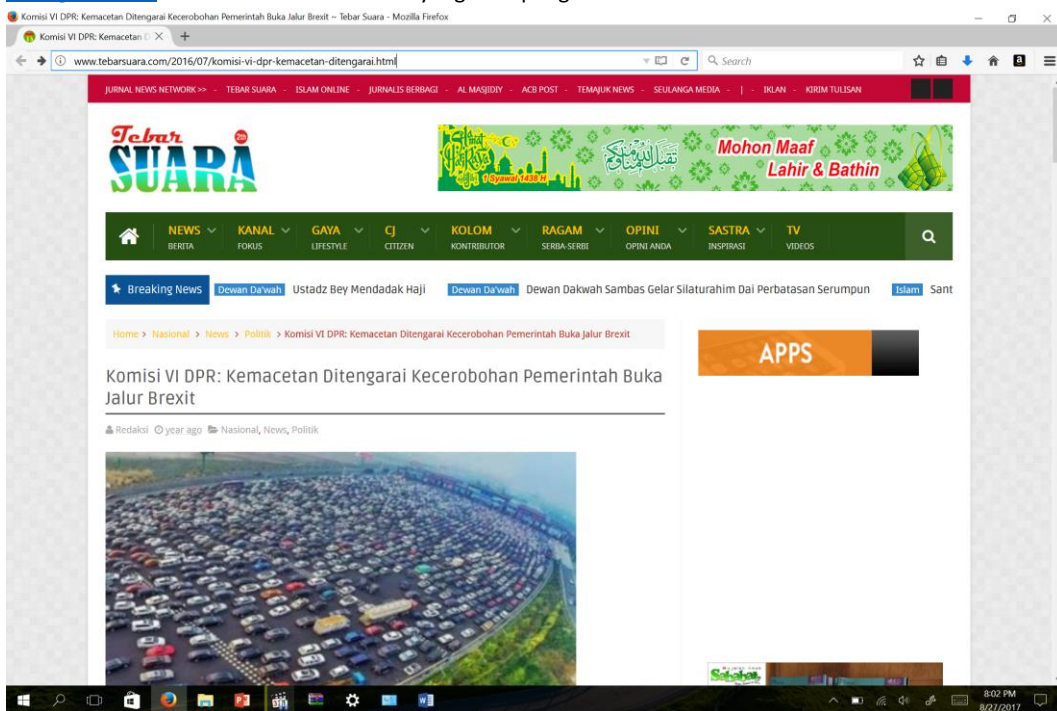 Komisi VI DPR: Kemacetan Ditengarai Kecerobohan Pemerintah Buka Jalur Brexit ~ Tebar Suara - Mozilla Firefox
Komisi VI DPR: Kemacetan D
www.tebarsuara.com/2016/07/komisi-vi-dpr-kemacetan-ditengarai.html
Search
JURNAL NEWS NETWORK >> - TEBAR SUARA - ISLAM ONLINE - JURNALIS BERBAGI - AL MASJIDIY - ACB POST - TEMAJUK NEWS - SEULANGA MEDIA - | - IKLAN - KIRIM TULISAN
Tebar
SUARA
Selamat
Hari Raya
1 Syawal 1438 H
Mohon Maaf
Lahir & Bathin
NEWS KANAL GAYA CJ KOLOM RAGAM OPINI SASTRA TV
BERITA FOKUS LIFESTYLE CITIZEN KONTRIBUTOR SERBA-SERBI OPINI ANDA INSPIRASI VIDEOS
Breaking News Dewan Da'wah Ustadz Bey Mendadak Haji Dewan Da'wah Dewan Dakwah Sambas Gelar Silaturahim Dai Perbatasan Serumpun Islam Sant
Home > Nasional > News > Politik > Komisi VI DPR: Kemacetan Ditengarai Kecerobohan Pemerintah Buka Jalur Brexit
APPS
Komisi VI DPR: Kemacetan Ditengarai Kecerobohan Pemerintah Buka
Jalur Brexit
Redaksi year ago Nasional, News, Politik
Sahabat
8:02 PM
8/27/2017